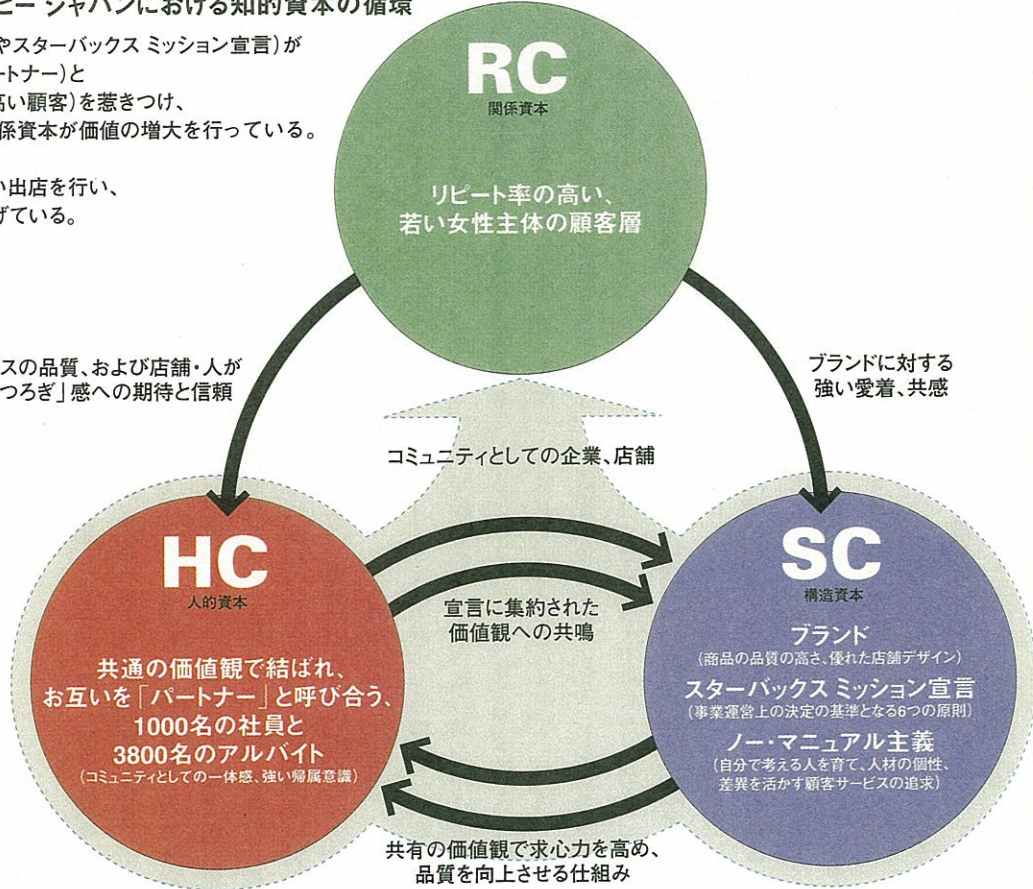 ビー ジャパンにおける知的資本の循環
やスターバックス ミッション宣言)が
ートナー)と
高い顧客)を惹きつけ、
係資本が価値の増大を行っている。
い出店を行い、
げている。
RC
関係資本
リピート率の高い、
若い女性主体の顧客層
スの品質、および店舗・人が
つろぎ」感への期待と信頼
ブランドに対する
強い愛着、共感
コミュニティとしての企業、店舗
HC
人的資本
共通の価値観で結ばれ、
お互いを「パートナー」と呼び合う、
1000名の社員と
3800名のアルバイト
(コミュニティとしての一体感、強い帰属意識)
宣言に集約された
価値観への共鳴
SC
構造資本
ブランド
(商品の品質の高さ、優れた店舗デザイン)
スターバックス ミッション宣言
(事業運営上の決定の基準となる6つの原則)
ノー・マニュアル主義
(自分で考える人を育て、人材の個性、
差異を活かす顧客サービスの追求)
共有の価値観で求心力を高め、
品質を向上させる仕組み